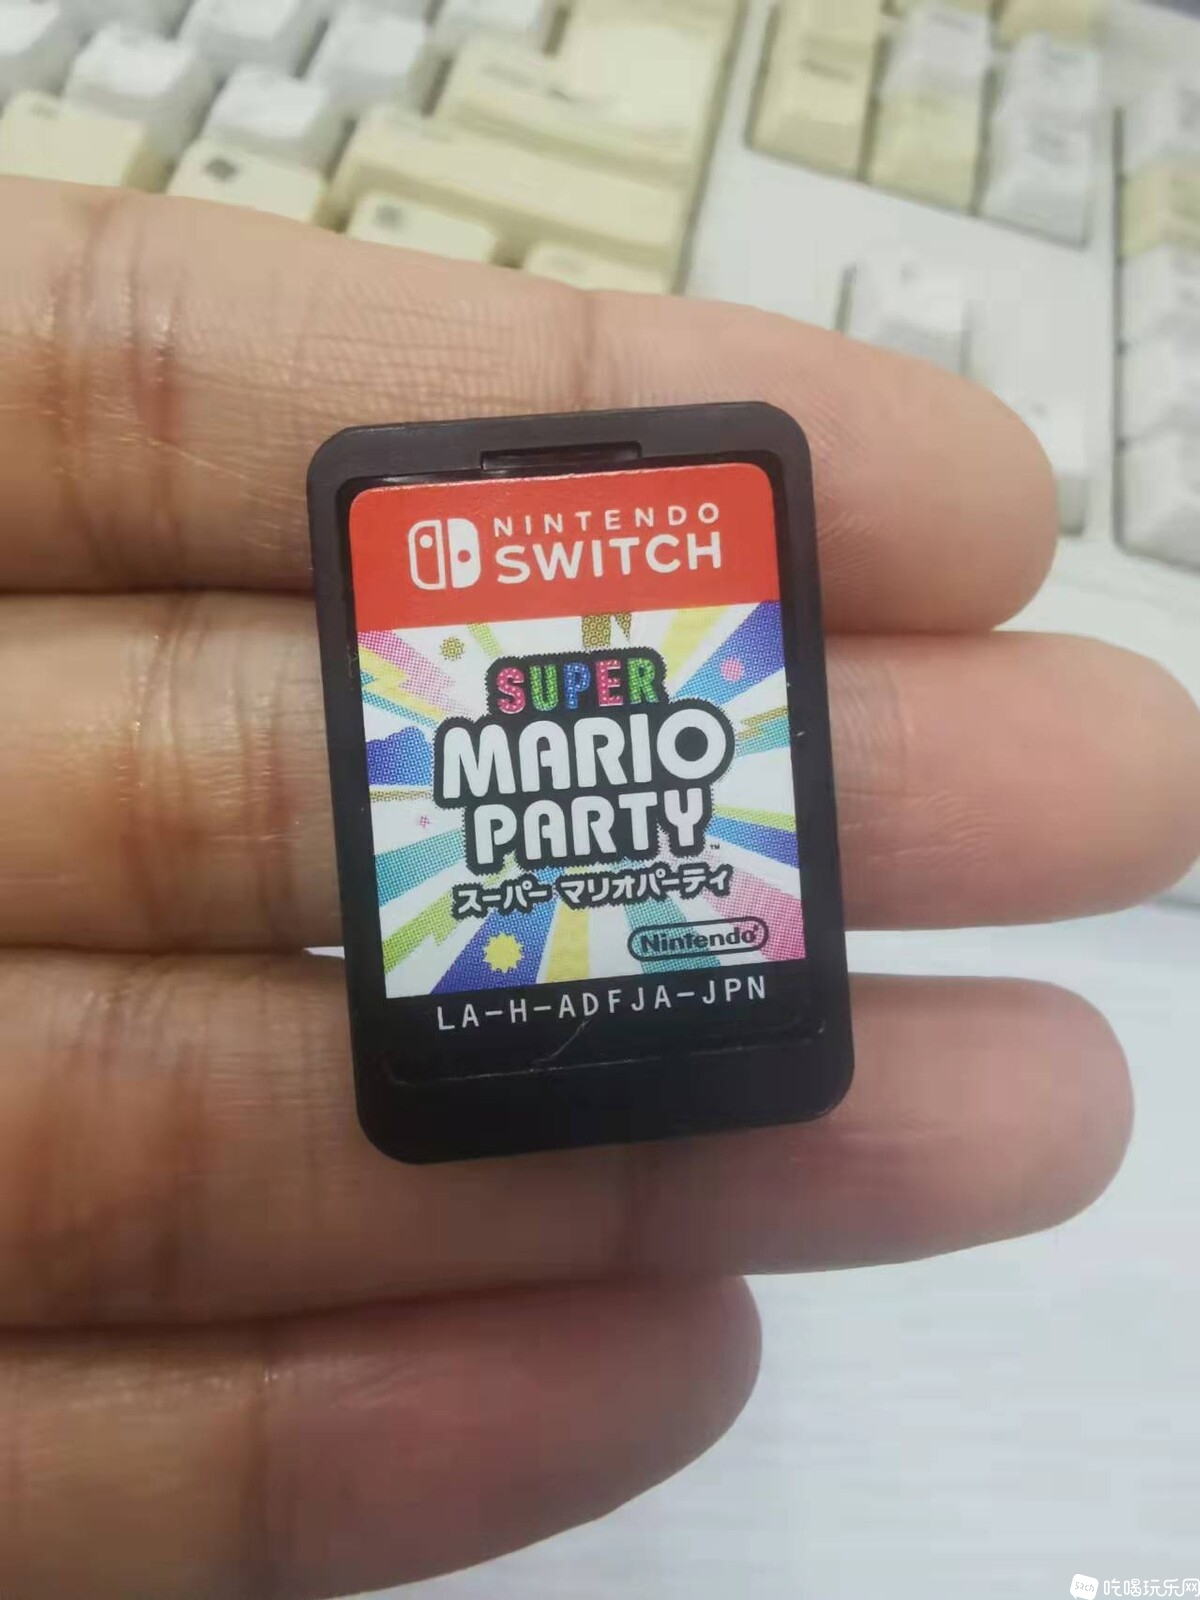 NINTENDO
SWITCH
SUPER
MARIO
PARTY™
スーパー マリオパーティ
Nintendo
LA-H-ADFJA-JPN
吃喝玩乐网